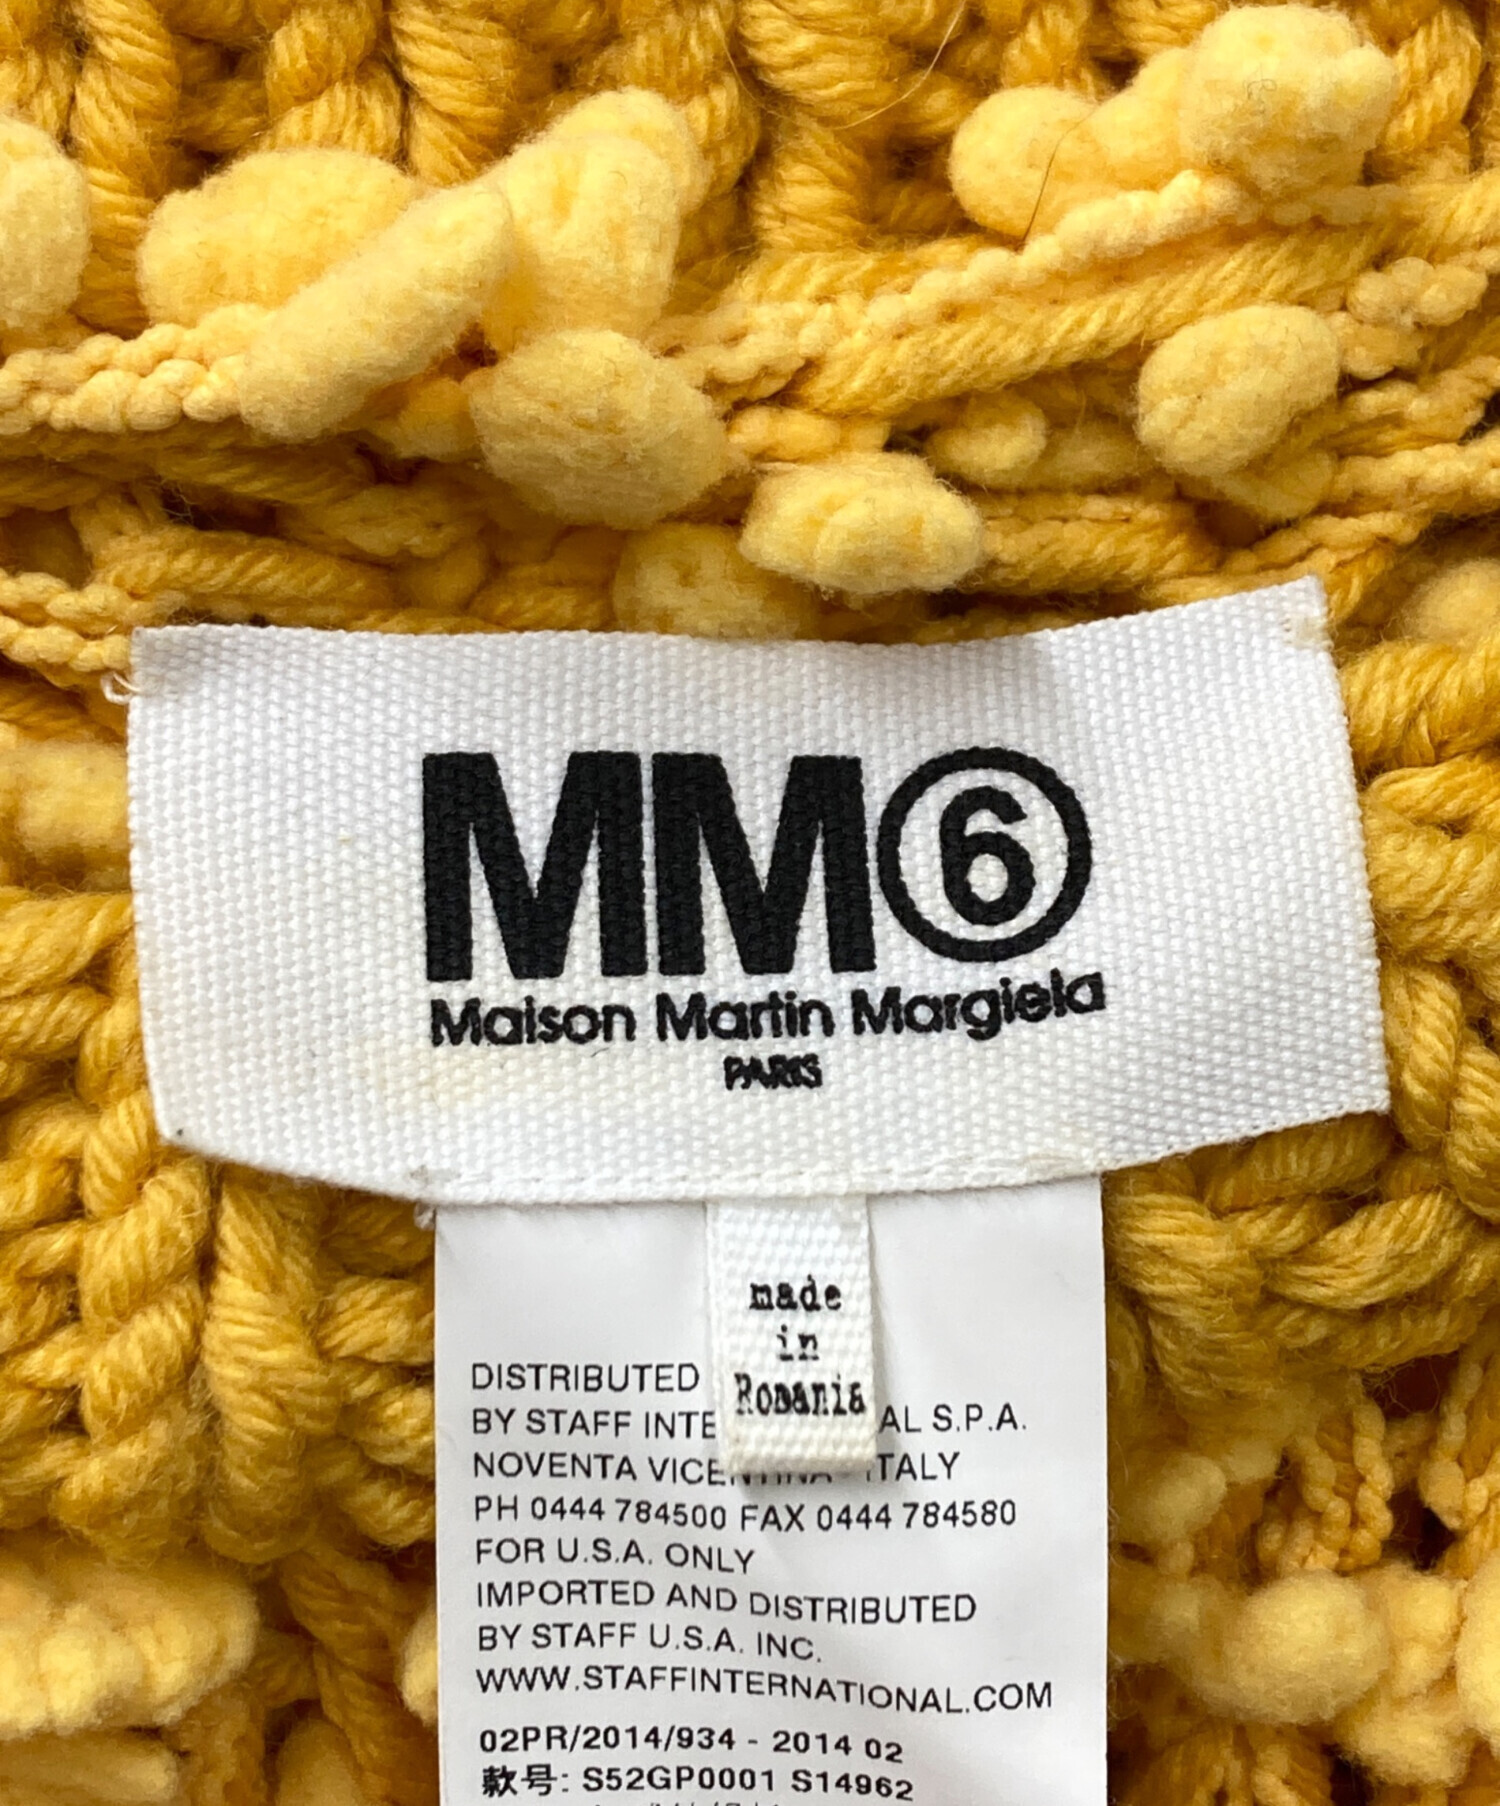 MM⑥
Maison Martin Margiela
PARIS
made
in
Romania
DISTRIBUTED
BY STAFF INTE AL S.P.A.
NOVENTA ITALY
PH 0444 784500 FAX 0444 784580
FOR U.S.A. ONLY
IMPORTED AND DISTRIBUTED
BY STAFF U.S.A. INC.
WWW.STAFFINTERNATIONAL.COM
02PR/2014/934 - 2014 02
款号: S52GP0001 S14962